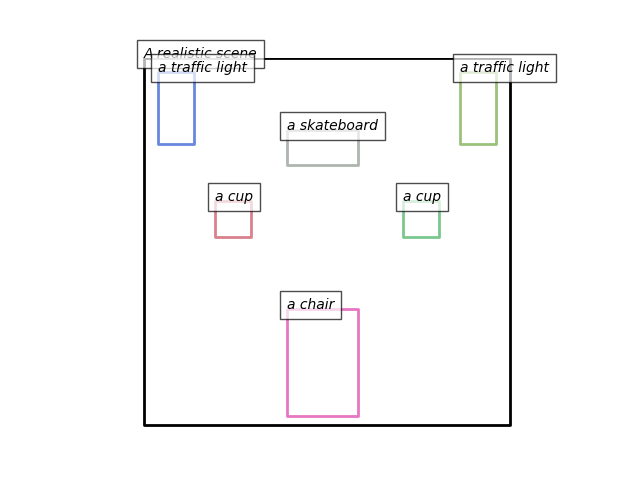 A realistic scene
a traffic light
a traffic light
a skateboard
a cup
a cup
a chair